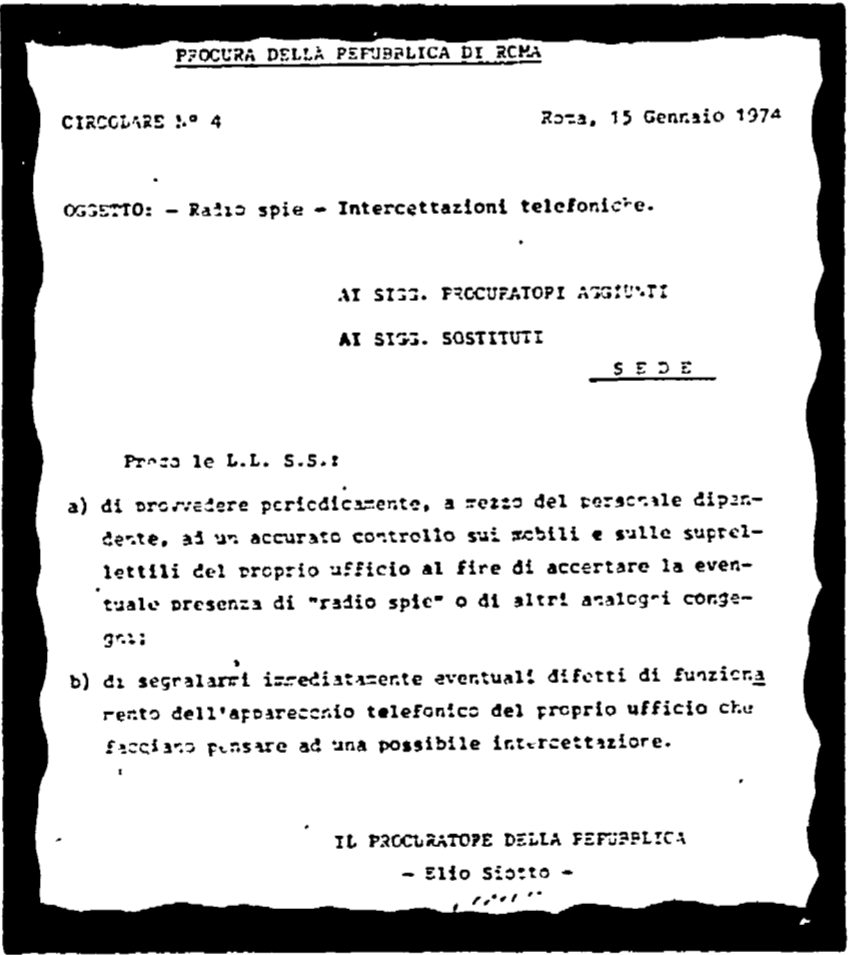 PROCURA DELLA REPUBBLICA DI ROMA
CIRCOLARE N° 4
Roma, 15 Gennaio 1974
OGGETTO: - Radio spie - Intercettazioni telefoniche.
AI SIGG. PROCURATORI AGGIUNTI
AI SIGG. SOSTITUTI
S E D E
Prego le L.L. S.S.:
a) di provvedere periodicamente, a mezzo del personale dipen-
dente, ad un accurato controllo sui mobili e sulle suppel-
lettili del proprio ufficio al fine di accertare la even-
tuale presenza di "radio spie" o di altri analoghi conge-
gni;
b) di segnalarmi immediatamente eventuali difetti di funziona
mento dell'apparecchio telefonico del proprio ufficio che
facciano pensare ad una possibile intercettazione.
IL PROCURATORE DELLA REPUBBLICA
- Elio Siotto -